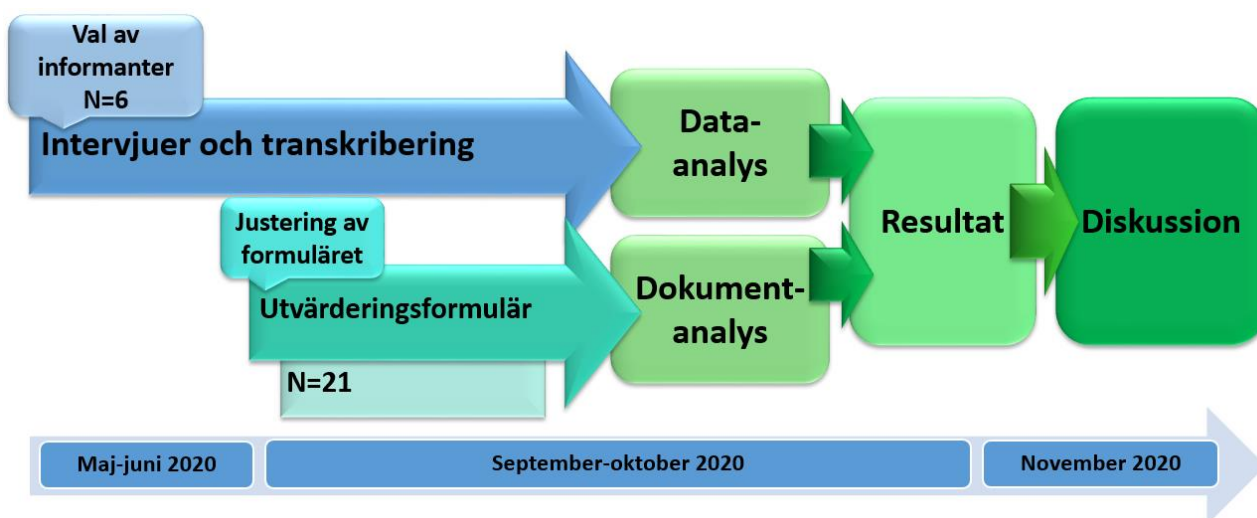 Val av
informanter
N=6
Intervjuer och transkribering
Data-
analys
Justering av
formuläret
Utvärderingsformulär
N=21
Dokument-
analys
Resultat
Diskussion
Maj-juni 2020
September-oktober 2020
November 2020